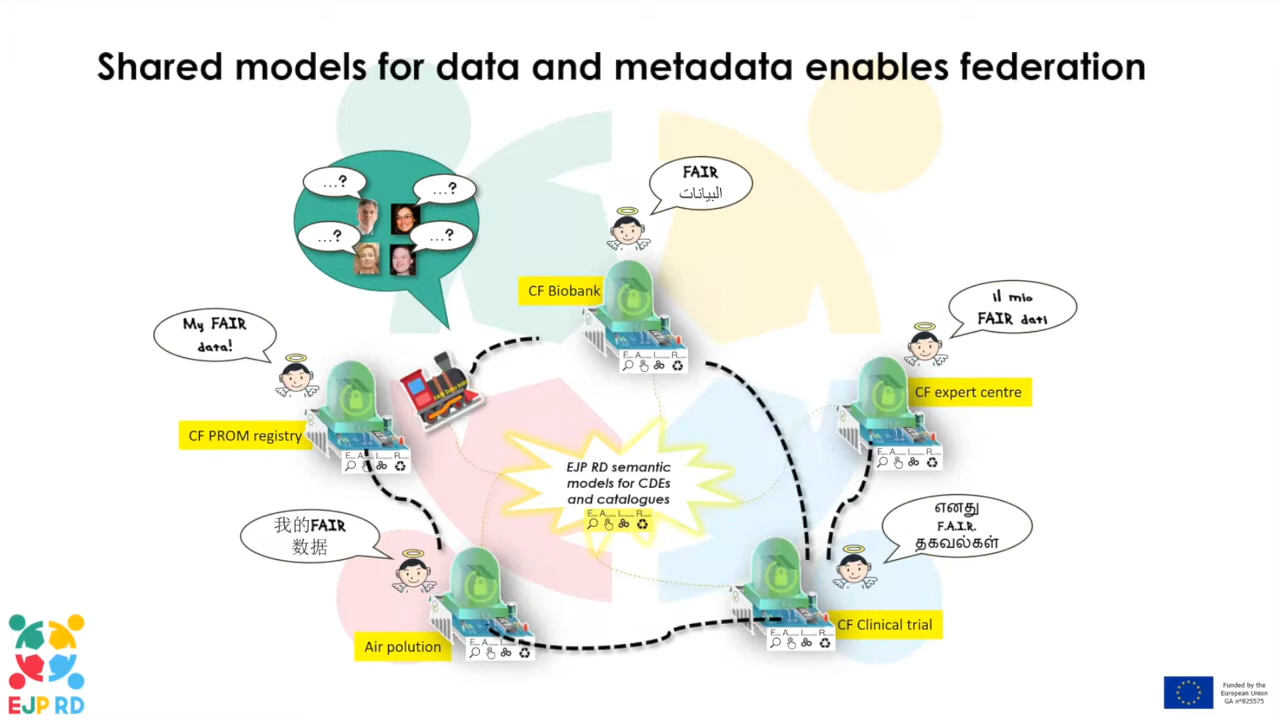 Shared models for data and metadata enables federation
...?
...?
...?
...?
FAIR
البيانات
CF Biobank
il mio
FAIR dati
My FAIR
data!
CF expert centre
CF PROM registry
EJP RD semantic
models for CDEs
and catalogues
F A I R
F A I R
F A I R
F A I R
F A I R
F A I R
我的FAIR
数据
எனது
F.A.I.R.
தகவல்கள்
Air polution
CF Clinical trial
EJP RD
Funded by the
European Union
GA n°825575